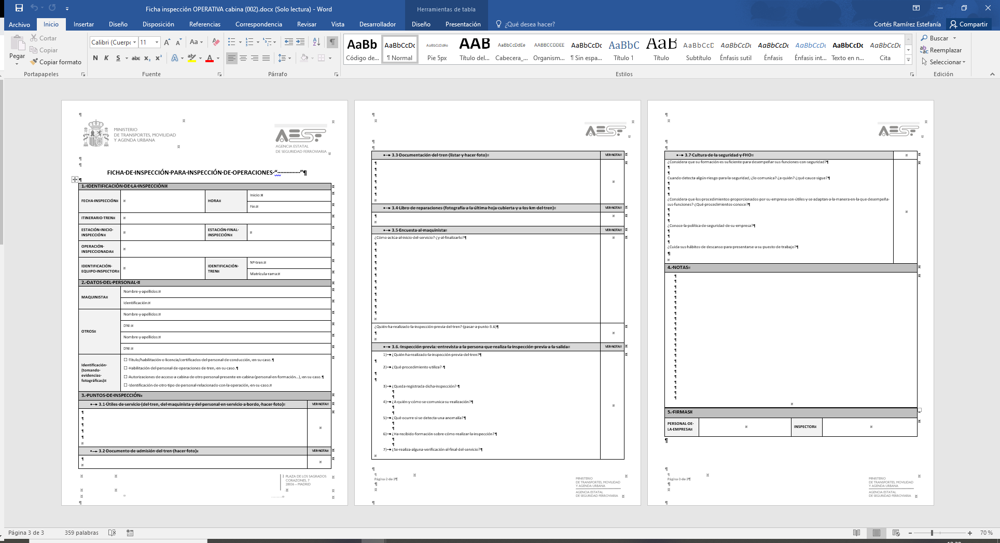 Ficha inspección OPERATIVA cabina (002).docx (Solo lectura) - Word
Herramientas de tabla
Archivo
Inicio
Insertar
Diseño
Disposición
Referencias
Correspondencia
Revisar
Vista
Desarrollador
Diseño
Presentación
¿Qué desea hacer?
Cortés Ramírez Estefanía
Compartir
Pegar
Cortar
Copiar
Copiar formato
Portapapeles
Calibri (Cuerpo
11
Fuente
Párrafo
AaBb
AaBbCcDc
AaBbCcDdEe
AAB
AaBbCcDdEe
AABBCCDDEE
AaBbCcDc
AaBbC
AaB
AaBbCcD
AaBbCcDc
AaBbCcDc
AaBbCcDc
AaBbCcDc
AaBbCcDc
Código de...
¶ Normal
Pie 5px
Título del...
Cabecera_...
Organism...
¶ Sin espa...
Título 1
Título
Subtítulo
Énfasis sutil
Énfasis
Énfasis int...
Texto en n...
Cita
Estilos
Buscar
Reemplazar
Seleccionar
Edición
MINISTERIO
DE TRANSPORTES, MOVILIDAD
Y AGENDA URBANA
AESF
AGENCIA ESTATAL
DE SEGURIDAD FERROVIARIA
FICHA DE INSPECCIÓN PARA INSPECCIÓN DE OPERACIONES “··············”
1. IDENTIFICACIÓN DE LA INSPECCIÓN
FECHA INSPECCIÓN
HORA
Inicio:
Fin:
ITINERARIO TREN
ESTACIÓN INICIO INSPECCIÓN
ESTACIÓN FINAL INSPECCIÓN
OPERACIÓN INSPECCIONADA
IDENTIFICACIÓN EQUIPO INSPECTOR
IDENTIFICACIÓN TREN
Nº tren:
Matrícula rama:
2. DATOS DEL PERSONAL
MAQUINISTA
Nombre y apellidos:
Identificación:
OTROS
Nombre y apellidos:
DNI:
Nombre y apellidos:
DNI:
Identificación (tomando evidencias fotográficas)
☐ Título/habilitación o licencia/certificados del personal de conducción, en su caso.
☐ Habilitación del personal de operaciones de tren, en su caso.
☐ Autorizaciones de acceso a cabina de otro personal presente en cabina (personal en formación...), en su caso.
☐ Identificación de otro tipo de personal relacionado con la operación, en su caso.
3. PUNTOS DE INSPECCIÓN
• 3.1 Útiles de servicio (del tren, del maquinista y del personal en servicio a bordo, hacer foto)
VER NOTA
• 3.2 Documento de admisión del tren (hacer foto)
VER NOTA
PLAZA DE LOS SAGRADOS
CORAZONES, 7
28036 – MADRID
AESF
• 3.3 Documentación del tren (listar y hacer foto)
VER NOTA
• 3.4 Libro de reparaciones (fotografía a la última hoja cubierta y a los km del tren)
VER NOTA
• 3.5 Encuesta al maquinista
VER NOTA
¿Cómo actúa al inicio del servicio? ¿y al finalizarlo?
¿Quién ha realizado la inspección previa del tren? (pasar a punto 3.6)
• 3.6. Inspección previa: entrevista a la persona que realiza la inspección previa a la salida
VER NOTA
1) ¿Quién ha realizado la inspección previa del tren?
2) ¿Qué procedimiento utiliza?
3) ¿Queda registrada dicha inspección?
4) ¿A quién y cómo se comunica su realización?
5) ¿Qué ocurre si se detecta una anomalía?
6) ¿Ha recibido formación sobre cómo realizar la inspección?
7) ¿Se realiza alguna verificación al final del servicio?
Página 2 de 3
MINISTERIO
DE TRANSPORTES, MOVILIDAD
Y AGENDA URBANA
AGENCIA ESTATAL
DE SEGURIDAD FERROVIARIA
AESF
• 3.7 Cultura de la seguridad y FHO
¿Considera que su formación es suficiente para desempeñar sus funciones con seguridad?
Cuando detecta algún riesgo para la seguridad, ¿lo comunica? ¿a quién? ¿qué cauce sigue?
¿Considera que los procedimientos proporcionados por su empresa son útiles y se adaptan a la manera en la que desempeña
sus funciones? ¿Qué procedimientos conoce?
¿Conoce la política de seguridad de su empresa?
¿Cuida sus hábitos de descanso para presentarse a su puesto de trabajo?
4. NOTAS
5. FIRMAS
PERSONAL DE LA EMPRESA
INSPECTOR
Página 3 de 3
MINISTERIO
DE TRANSPORTES, MOVILIDAD
Y AGENDA URBANA
AGENCIA ESTATAL
DE SEGURIDAD FERROVIARIA
Página 3 de 3
359 palabras
70 %